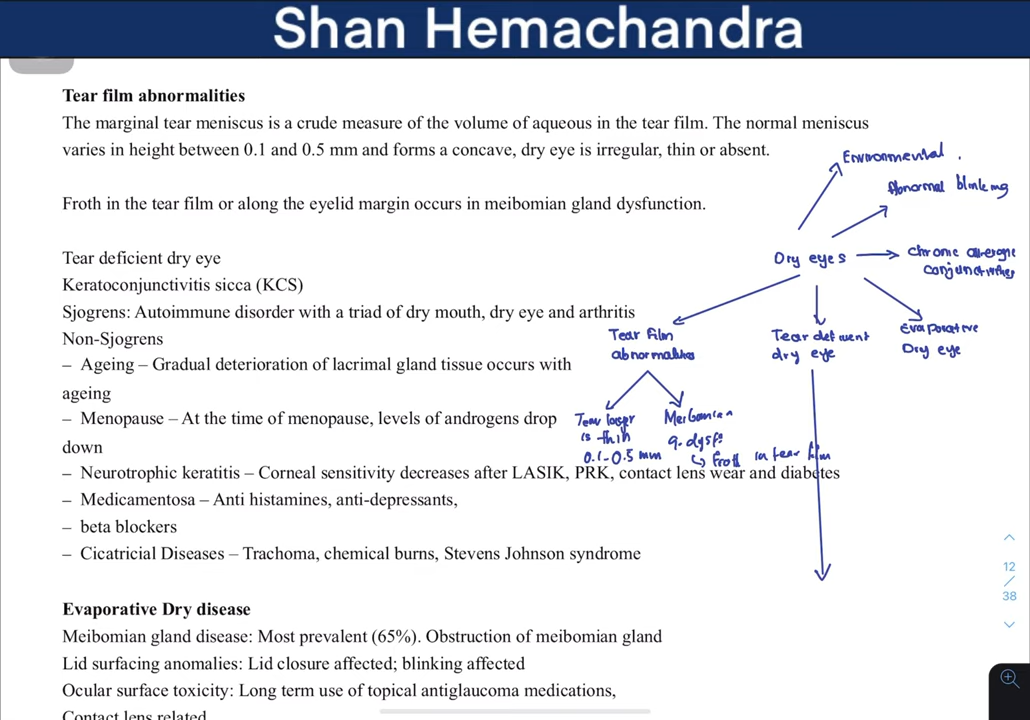 Shan Hemachandra
Tear film abnormalities
The marginal tear meniscus is a crude measure of the volume of aqueous in the tear film. The normal meniscus
varies in height between 0.1 and 0.5 mm and forms a concave, dry eye is irregular, thin or absent.
Froth in the tear film or along the eyelid margin occurs in meibomian gland dysfunction.
Tear deficient dry eye
Keratoconjunctivitis sicca (KCS)
Sjogrens: Autoimmune disorder with a triad of dry mouth, dry eye and arthritis
Non-Sjogrens
– Ageing – Gradual deterioration of lacrimal gland tissue occurs with
ageing
– Menopause – At the time of menopause, levels of androgens drop
down
– Neurotrophic keratitis – Corneal sensitivity decreases after LASIK, PRK, contact lens wear and diabetes
– Medicamentosa – Anti histamines, anti-depressants,
– beta blockers
– Cicatricial Diseases – Trachoma, chemical burns, Stevens Johnson syndrome
Evaporative Dry disease
Meibomian gland disease: Most prevalent (65%). Obstruction of meibomian gland
Lid surfacing anomalies: Lid closure affected; blinking affected
Ocular surface toxicity: Long term use of topical antiglaucoma medications,
Contact lens related
Environmental
Abnormal blinking
Dry eyes
chronic allergic
conjunctivitis
Tear film
abnormalities
Tear deficient
dry eye
Evaporative
Dry eye
Tear layer
is thin
0.1-0.5 mm
Meibomian
g. dysf:
Froth in tear film
12
/
38